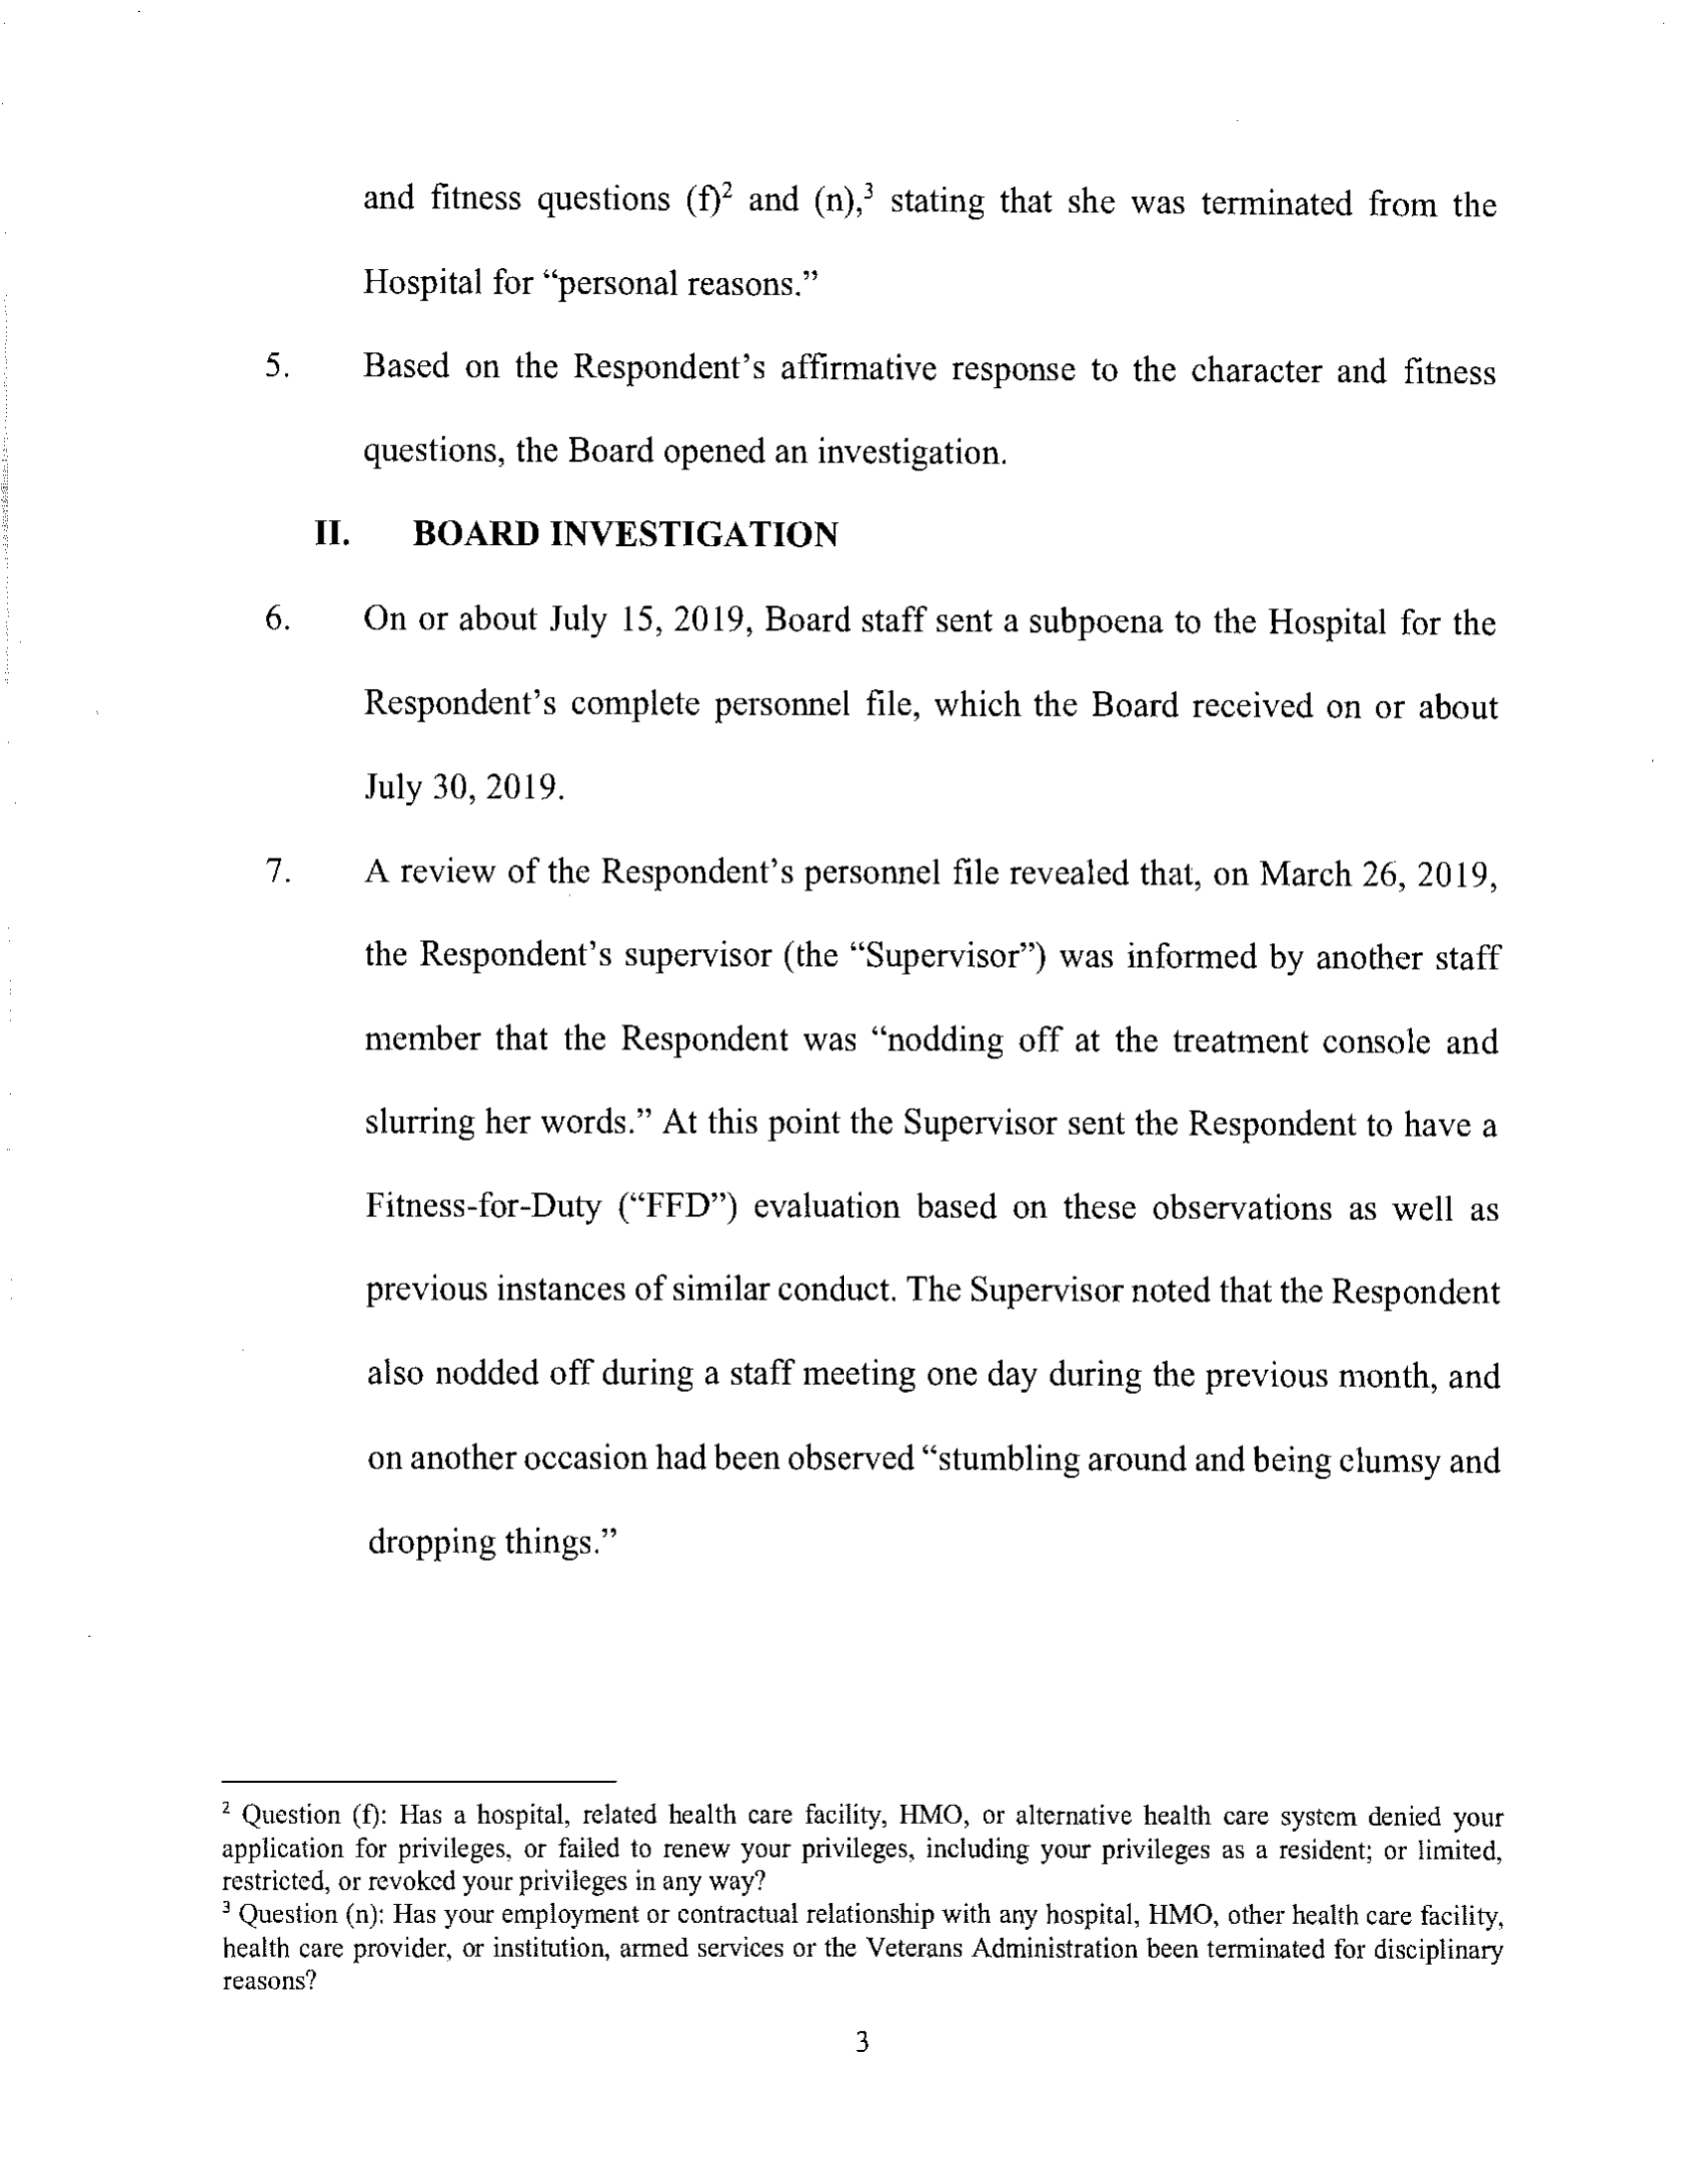 and fitness questions (f)² and (n),³ stating that she was terminated from the
Hospital for “personal reasons.”
5. Based on the Respondent’s affirmative response to the character and fitness
questions, the Board opened an investigation.
II. BOARD INVESTIGATION
6. On or about July 15, 2019, Board staff sent a subpoena to the Hospital for the
Respondent’s complete personnel file, which the Board received on or about
July 30, 2019.
7. A review of the Respondent’s personnel file revealed that, on March 26, 2019,
the Respondent’s supervisor (the “Supervisor”) was informed by another staff
member that the Respondent was “nodding off at the treatment console and
slurring her words.” At this point the Supervisor sent the Respondent to have a
Fitness-for-Duty (“FFD”) evaluation based on these observations as well as
previous instances of similar conduct. The Supervisor noted that the Respondent
also nodded off during a staff meeting one day during the previous month, and
on another occasion had been observed “stumbling around and being clumsy and
dropping things.”
² Question (f): Has a hospital, related health care facility, HMO, or alternative health care system denied your
application for privileges, or failed to renew your privileges, including your privileges as a resident; or limited,
restricted, or revoked your privileges in any way?
³ Question (n): Has your employment or contractual relationship with any hospital, HMO, other health care facility,
health care provider, or institution, armed services or the Veterans Administration been terminated for disciplinary
reasons?
3